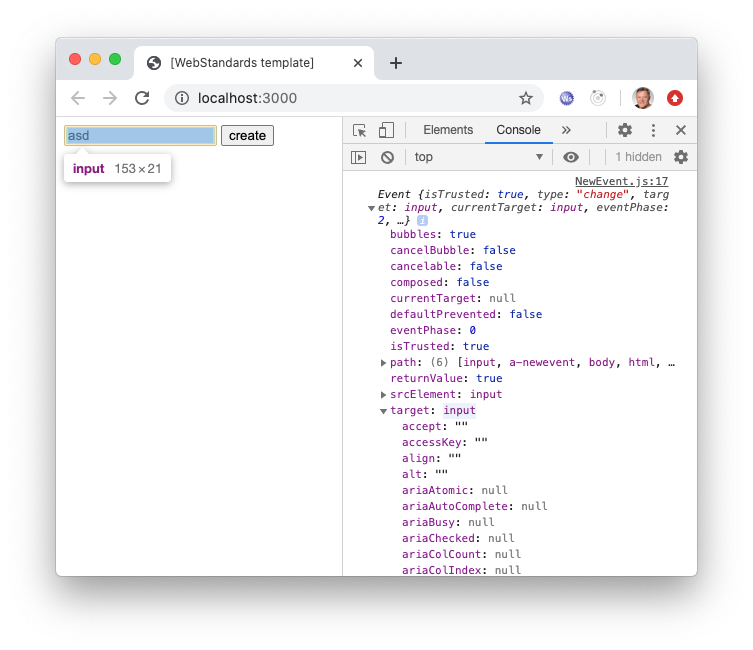 [WebStandards template]
localhost:3000
asd
create
input 153×21
Elements Console »
top
1 hidden
NewEvent.js:17
Event {isTrusted: true, type: "change", targ
et: input, currentTarget: input, eventPhase:
2, …} i
bubbles: true
cancelBubble: false
cancelable: false
composed: false
currentTarget: null
defaultPrevented: false
eventPhase: 0
isTrusted: true
path: (6) [input, a-newevent, body, html, …
returnValue: true
srcElement: input
target: input
accept: ""
accessKey: ""
align: ""
alt: ""
ariaAtomic: null
ariaAutoComplete: null
ariaBusy: null
ariaChecked: null
ariaColCount: null
ariaColIndex: null